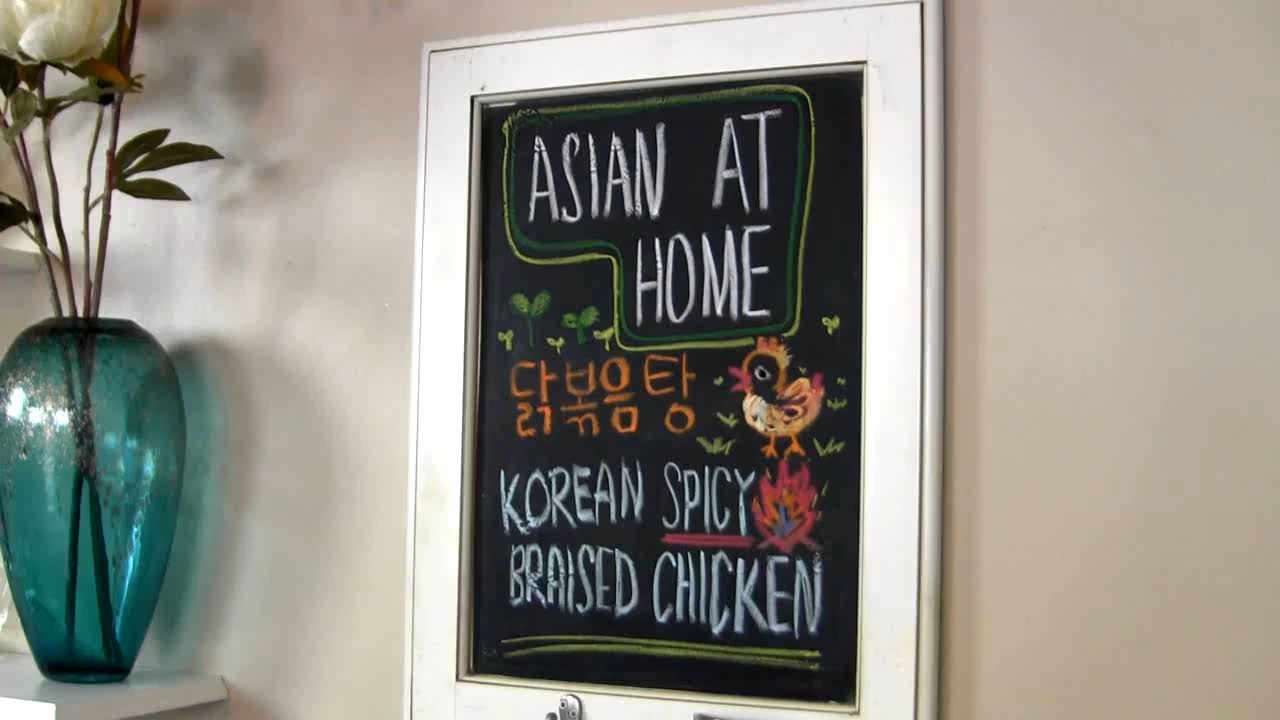 ASIAN AT
HOME
닭볶음탕
KOREAN SPICY
BRAISED CHICKEN